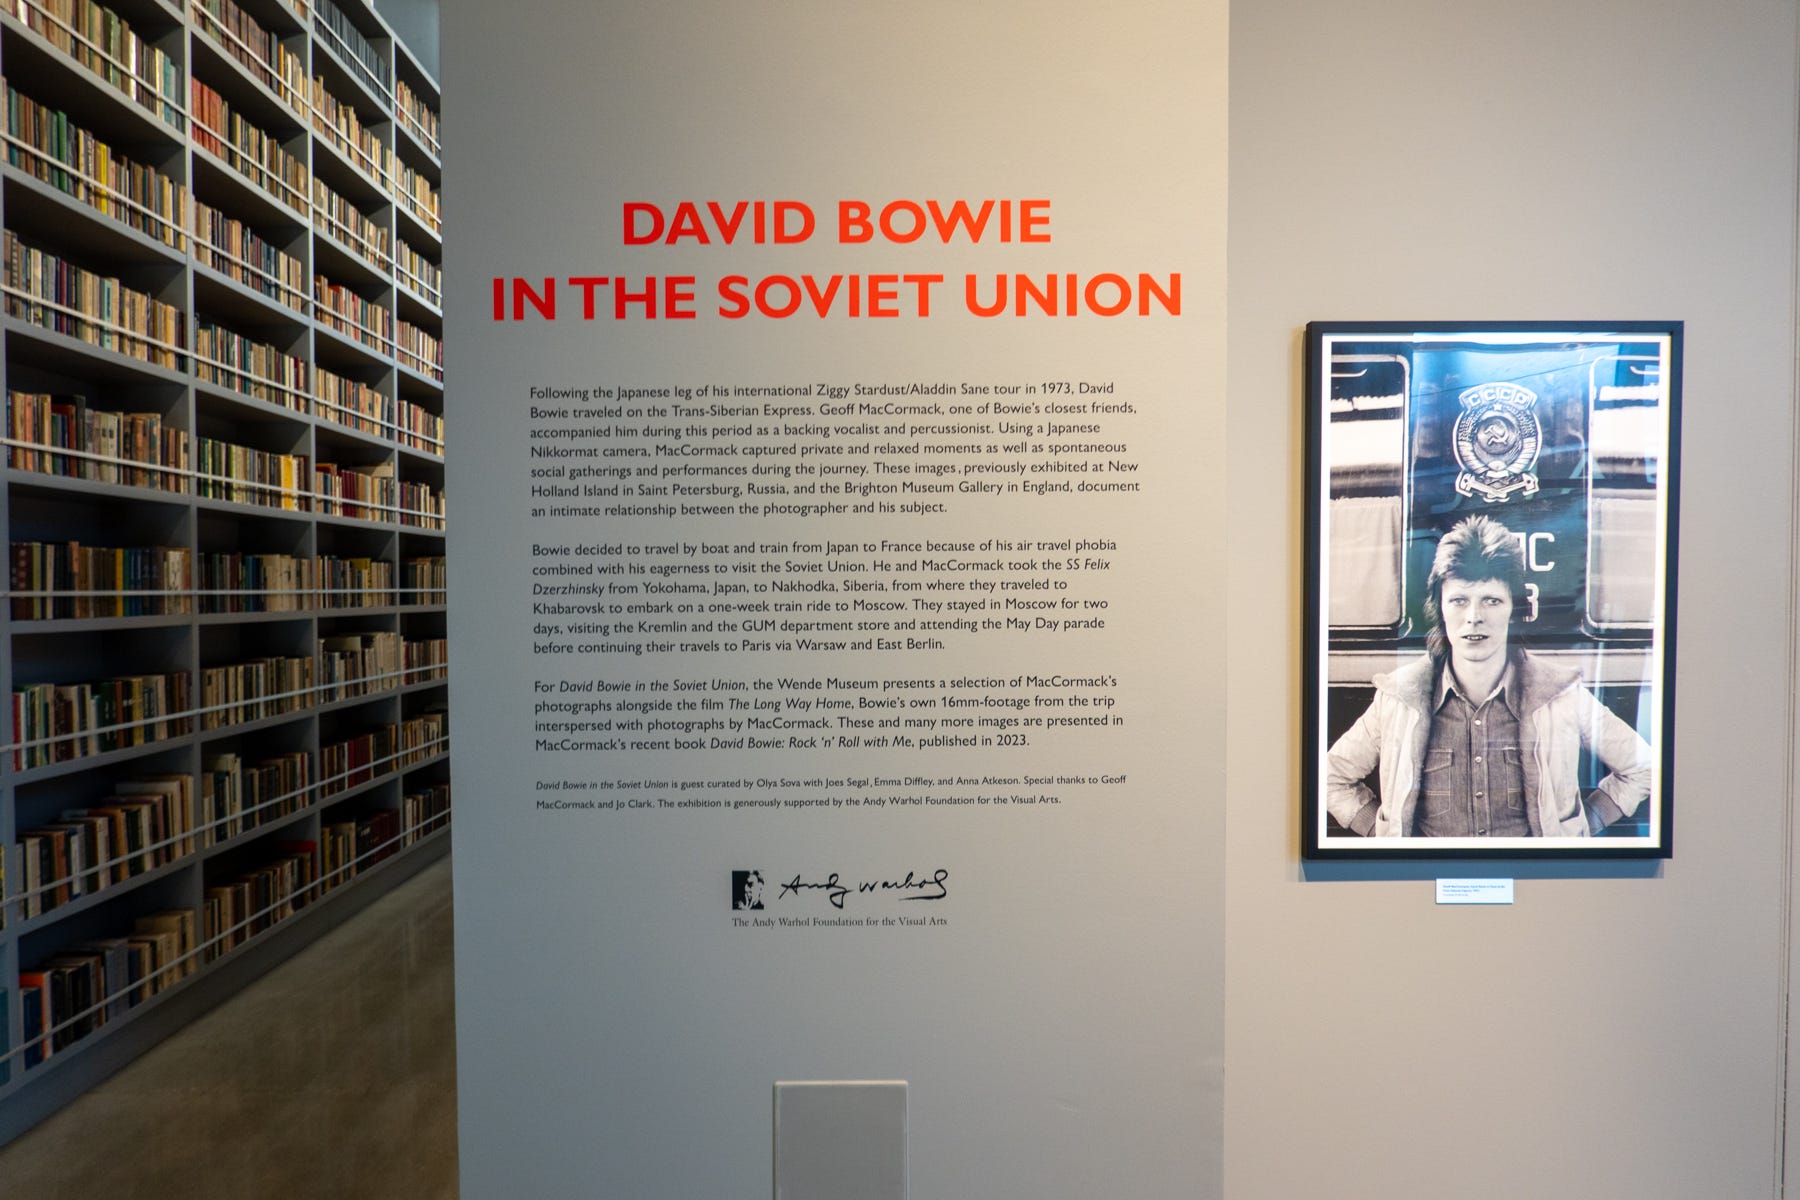 DAVID BOWIE
IN THE SOVIET UNION
Following the Japanese leg of his international Ziggy Stardust/Aladdin Sane tour in 1973, David
Bowie traveled on the Trans-Siberian Express. Geoff MacCormack, one of Bowie's closest friends,
accompanied him during this period as a backing vocalist and percussionist. Using a Japanese
Nikkormat camera, MacCormack captured private and relaxed moments as well as spontaneous
social gatherings and performances during the journey. These images, previously exhibited at New
Holland Island in Saint Petersburg, Russia, and the Brighton Museum Gallery in England, document
an intimate relationship between the photographer and his subject.
Bowie decided to travel by boat and train from Japan to France because of his air travel phobia
combined with his eagerness to visit the Soviet Union. He and MacCormack took the SS Felix
Dzerzhinsky from Yokohama, Japan, to Nakhodka, Siberia, from where they traveled to
Khabarovsk to embark on a one-week train ride to Moscow. They stayed in Moscow for two
days, visiting the Kremlin and the GUM department store and attending the May Day parade
before continuing their travels to Paris via Warsaw and East Berlin.
For David Bowie in the Soviet Union, the Wende Museum presents a selection of MacCormack's
photographs alongside the film The Long Way Home, Bowie's own 16mm-footage from the trip
interspersed with photographs by MacCormack. These and many more images are presented in
MacCormack's recent book David Bowie: Rock 'n' Roll with Me, published in 2023.
David Bowie in the Soviet Union is guest curated by Olya Sova with Joes Segal, Emma Diffley, and Anna Atkeson. Special thanks to Geoff
MacCormack and Jo Clark. The exhibition is generously supported by the Andy Warhol Foundation for the Visual Arts.
Andy Warhol
The Andy Warhol Foundation for the Visual Arts
СССР
ЛС
3